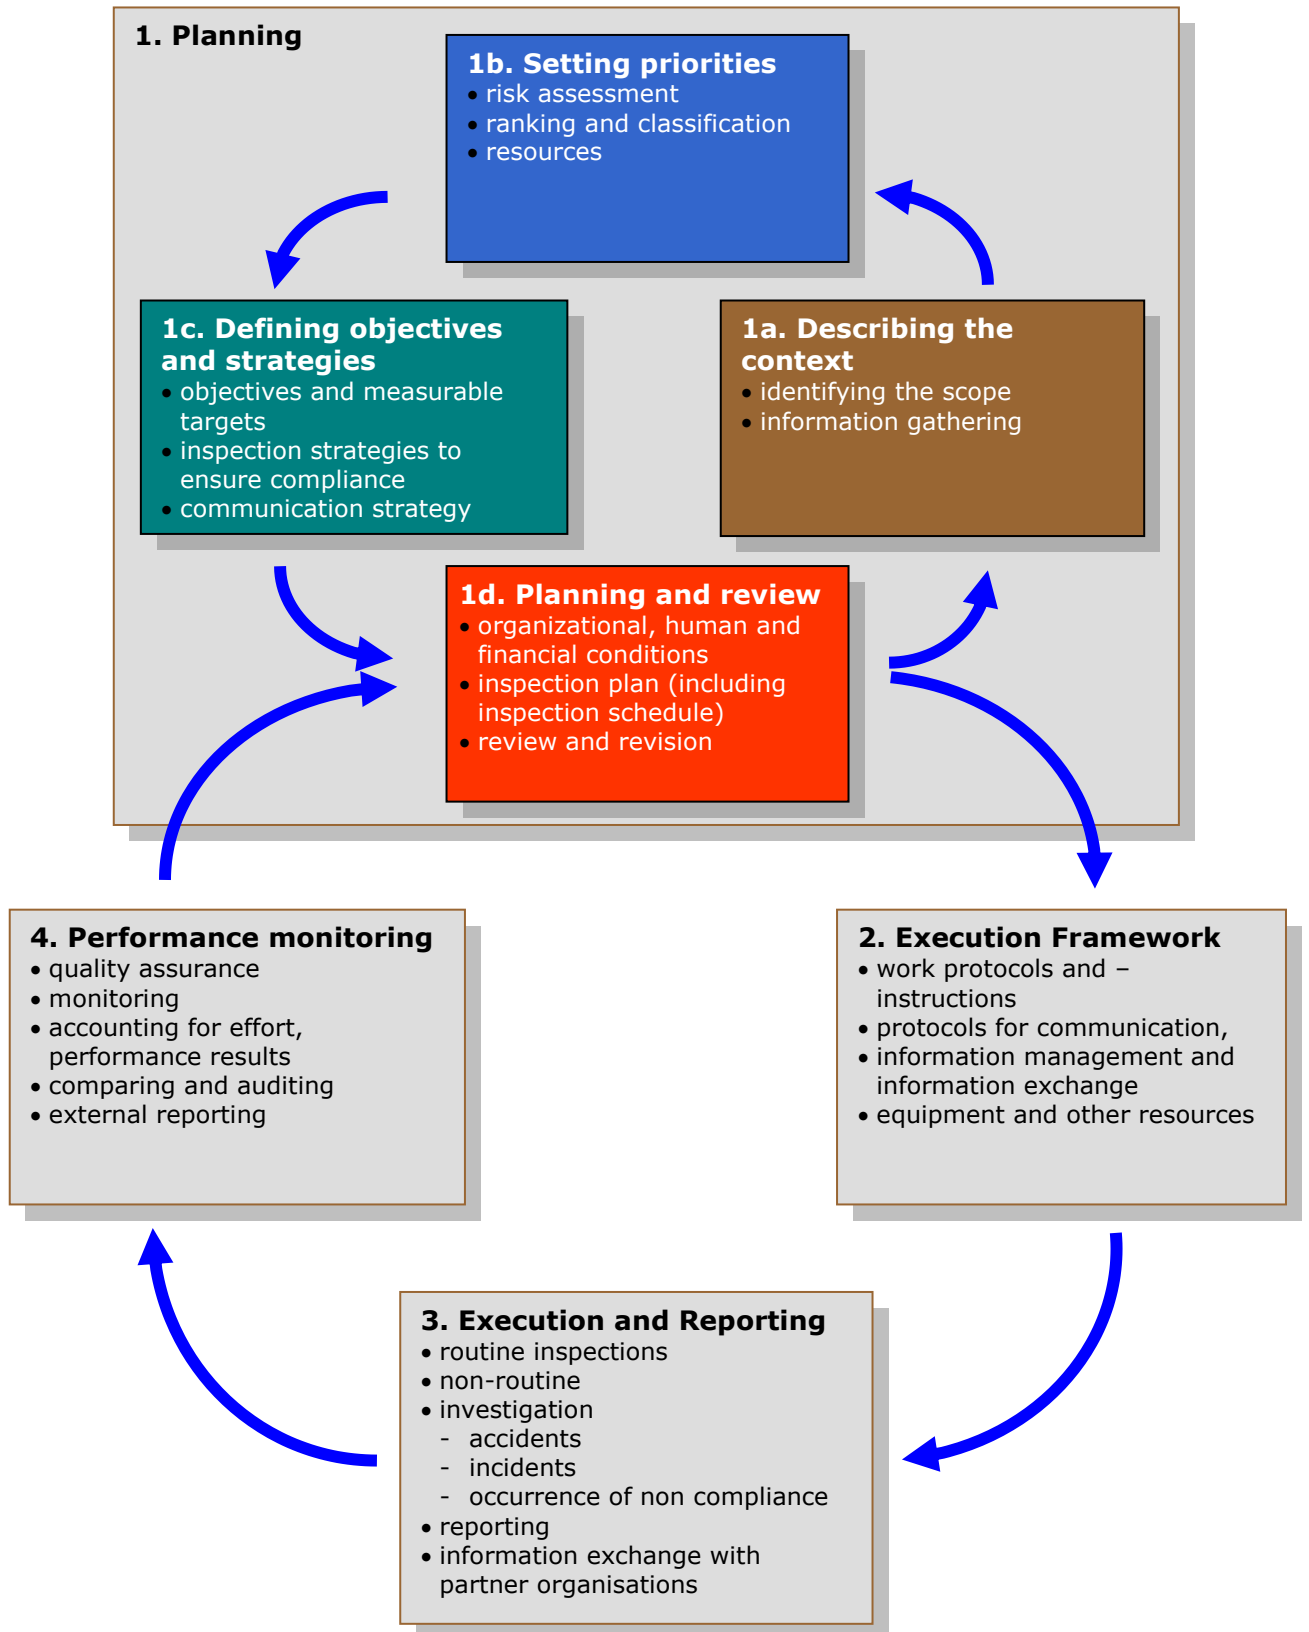 1. Planning
1b. Setting priorities
• risk assessment
• ranking and classification
• resources
1c. Defining objectives
and strategies
• objectives and measurable
targets
• inspection strategies to
ensure compliance
• communication strategy
1a. Describing the
context
• identifying the scope
• information gathering
1d. Planning and review
• organizational, human and
financial conditions
• inspection plan (including
inspection schedule)
• review and revision
4. Performance monitoring
• quality assurance
• monitoring
• accounting for effort,
performance results
• comparing and auditing
• external reporting
2. Execution Framework
• work protocols and –
instructions
• protocols for communication,
• information management and
information exchange
• equipment and other resources
3. Execution and Reporting
• routine inspections
• non-routine
• investigation
- accidents
- incidents
- occurrence of non compliance
• reporting
• information exchange with
partner organisations